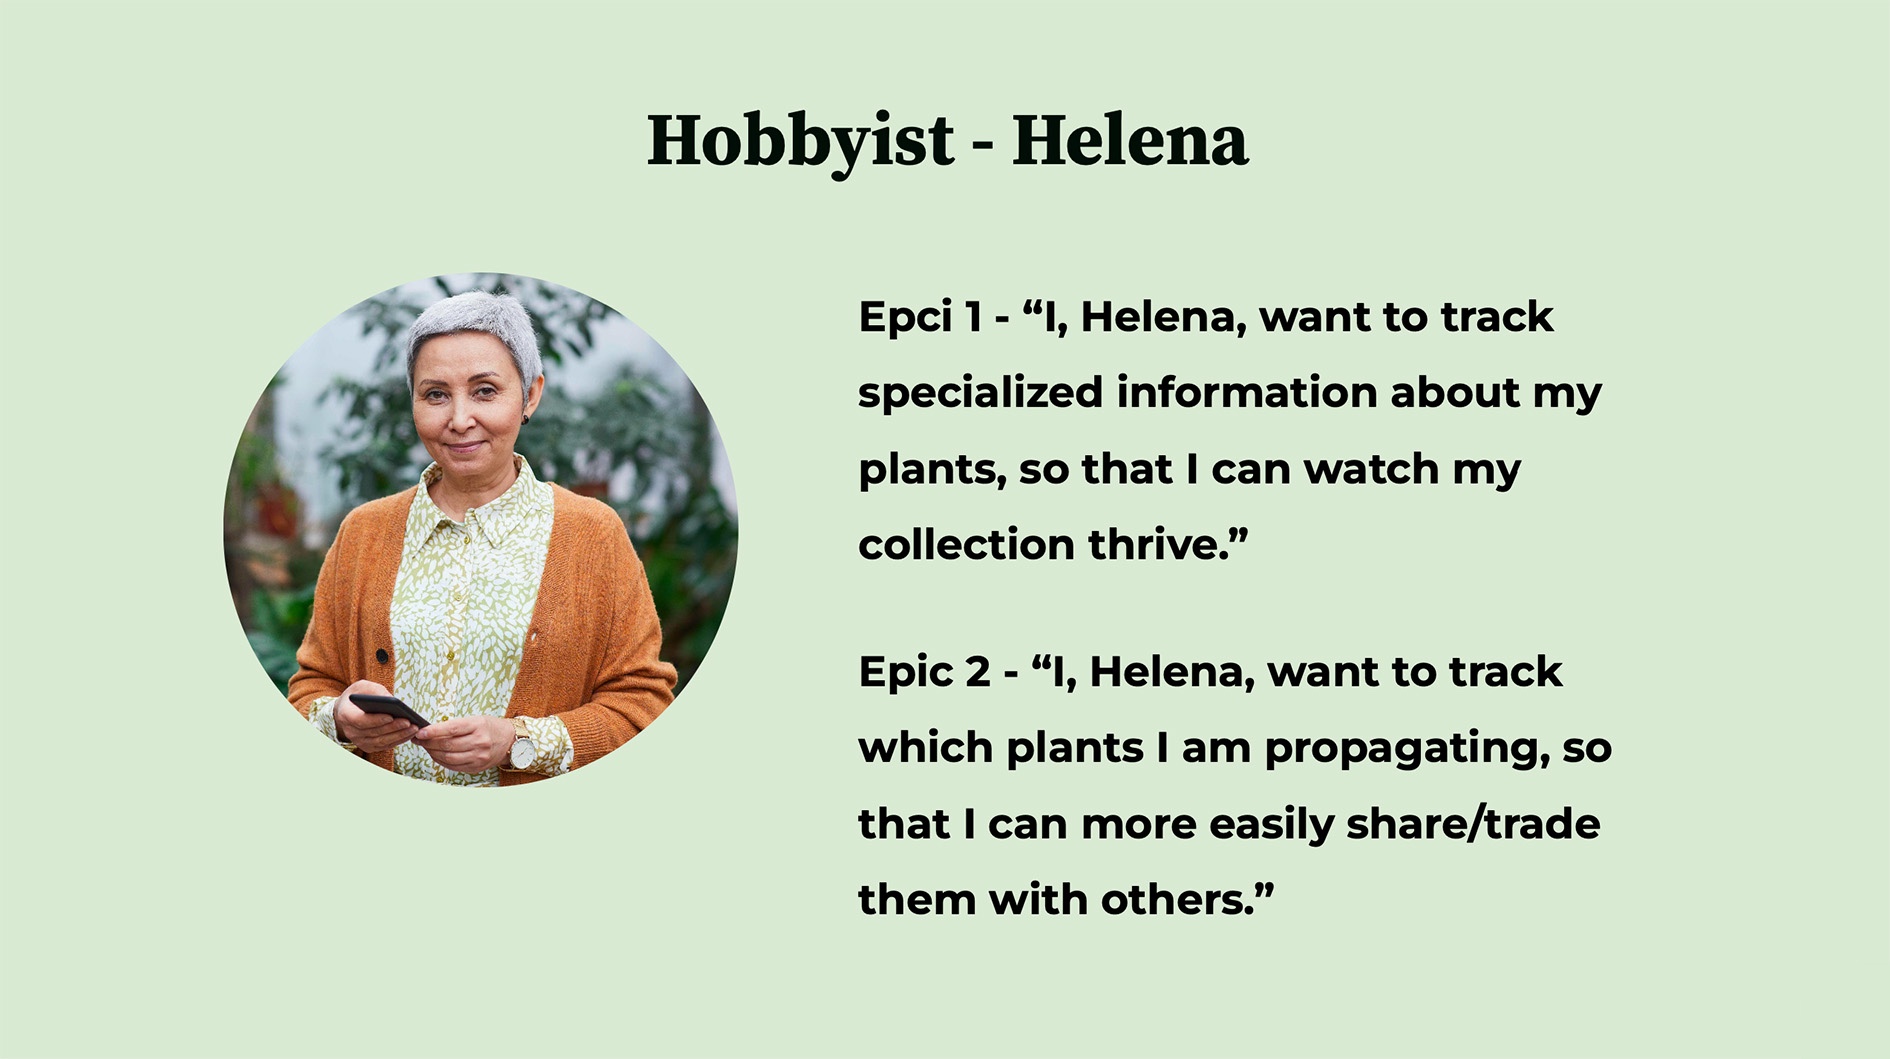 Hobbyist - Helena
Epci 1 - “I, Helena, want to track
specialized information about my
plants, so that I can watch my
collection thrive.”
Epic 2 - “I, Helena, want to track
which plants I am propagating, so
that I can more easily share/trade
them with others.”